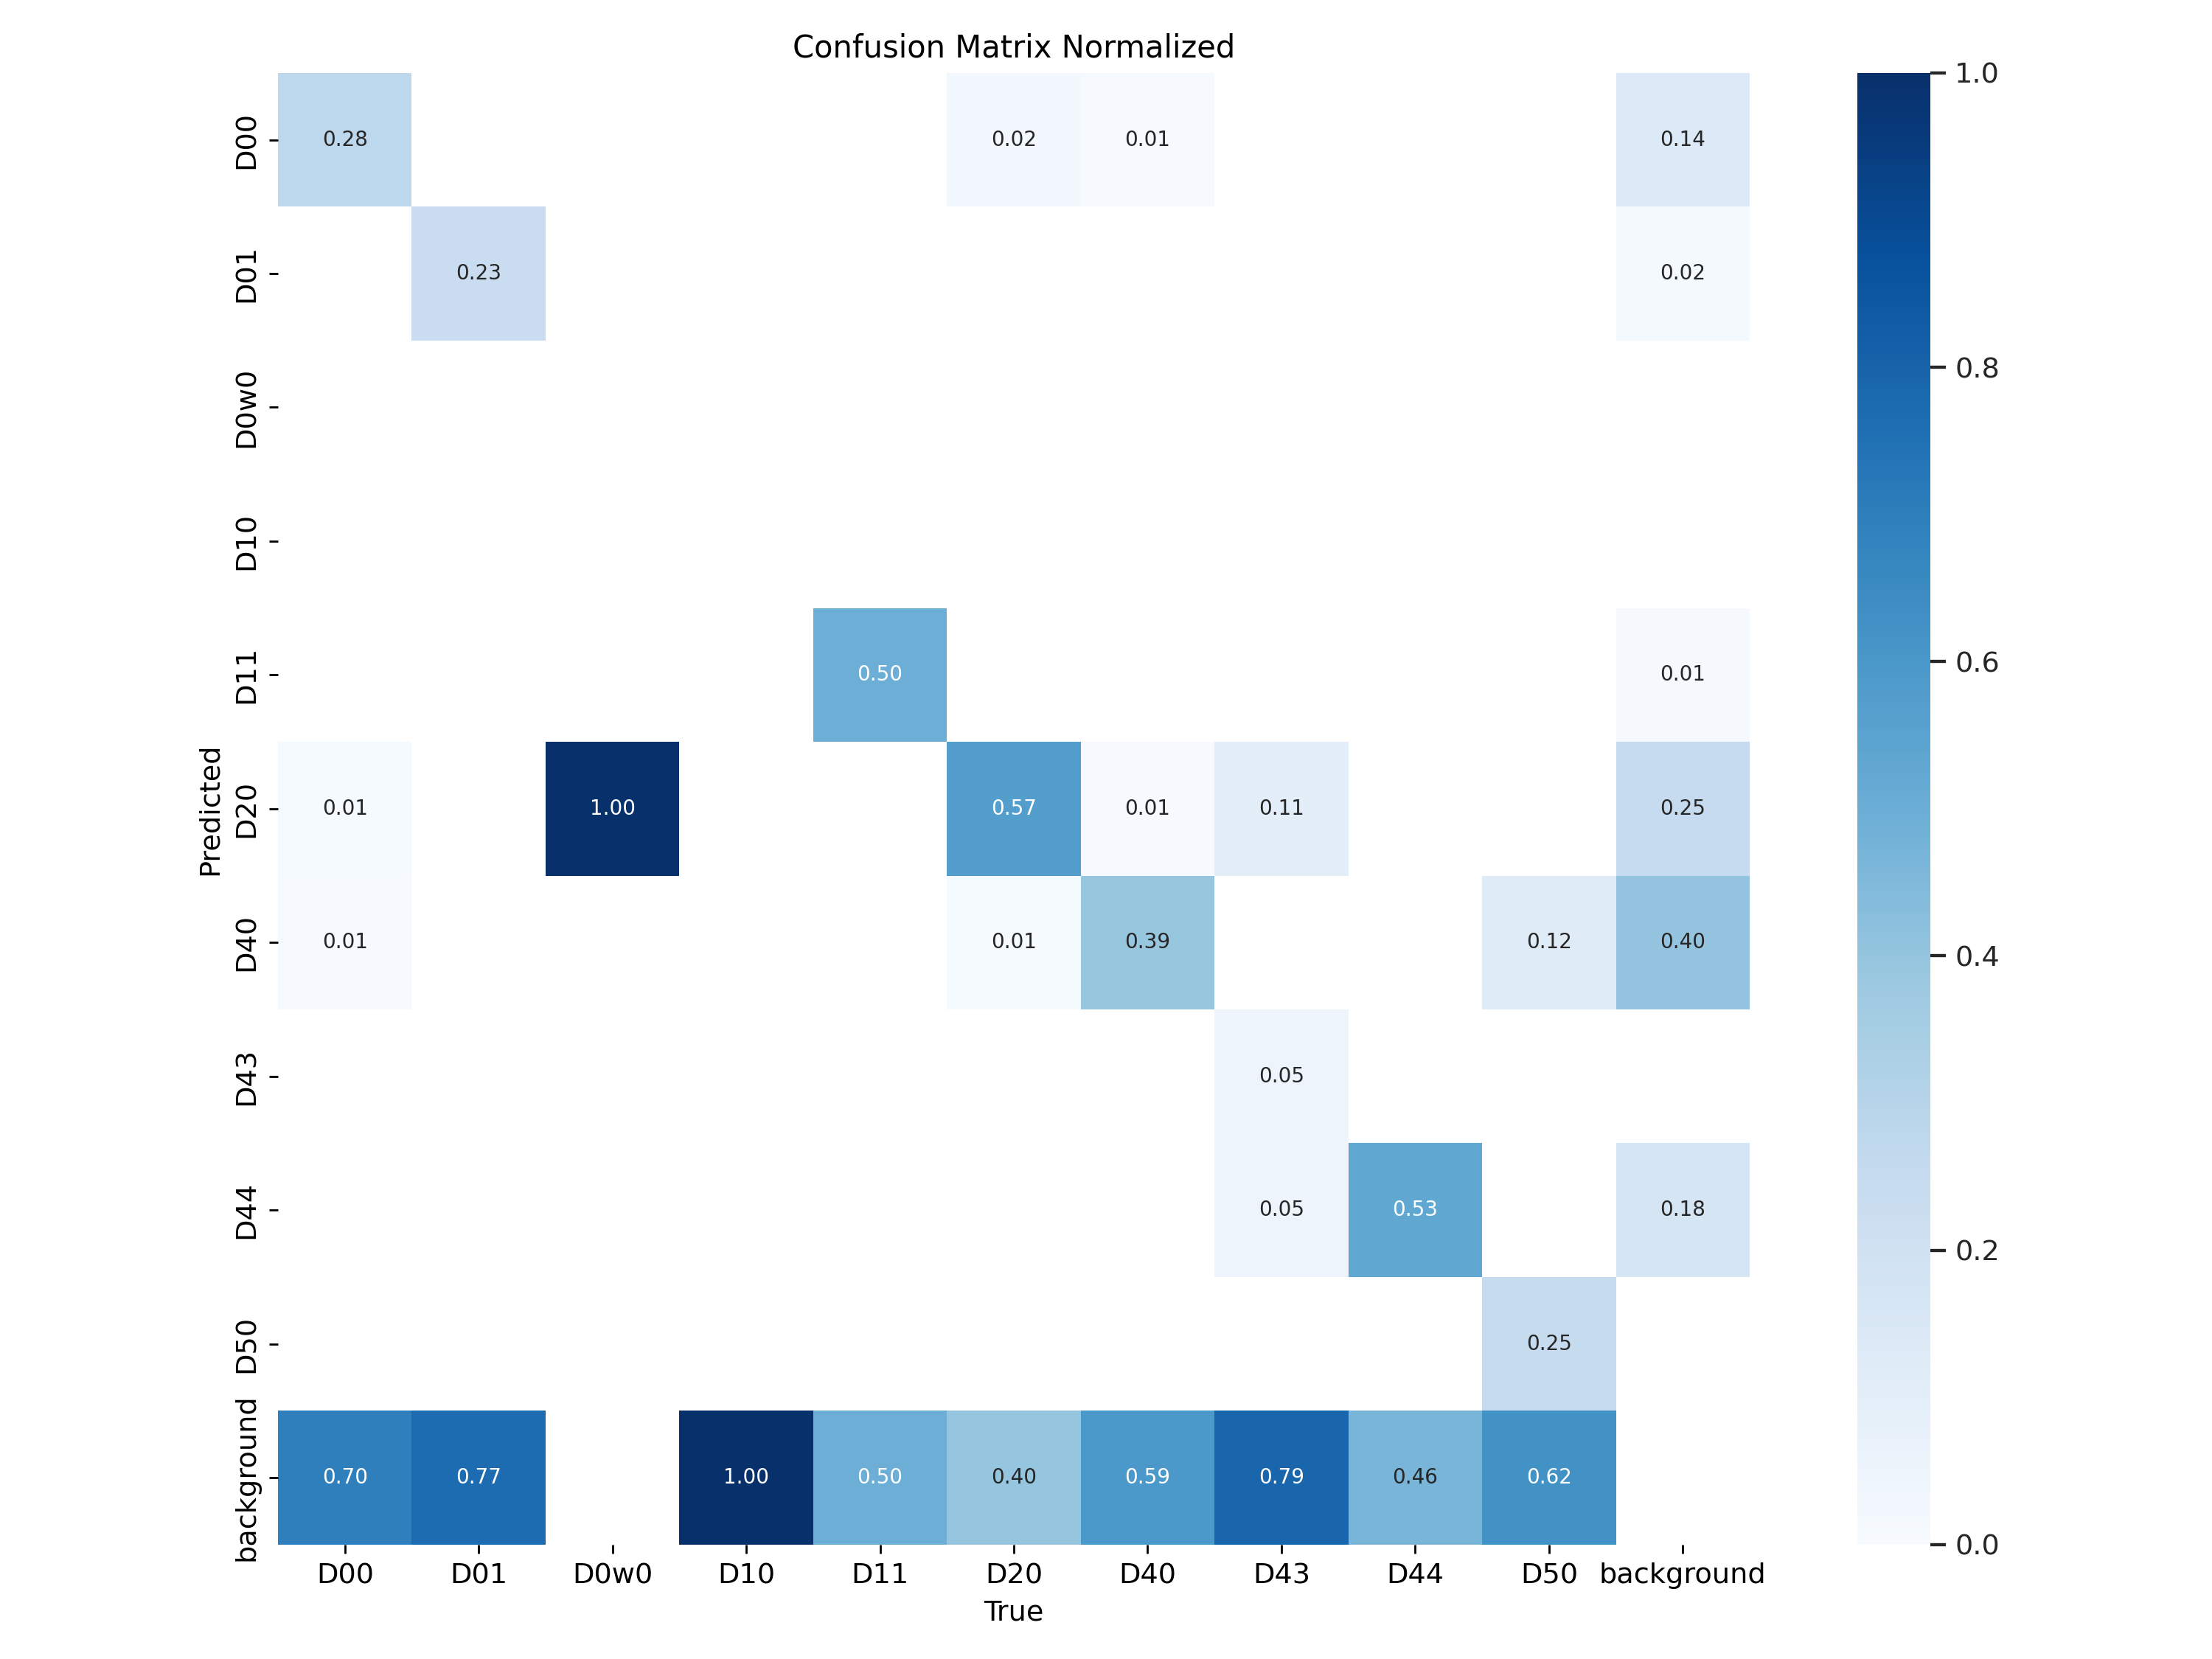 Confusion Matrix Normalized
1.0
D00
0.28
0.02
0.01
0.14
D01
0.23
0.02
0.8
D0w0
D10
0.6
D11
0.50
0.01
Predicted
D20
0.01
1.00
0.57
0.01
0.11
0.25
D40
0.01
0.01
0.39
0.12
0.40
0.4
D43
0.05
D44
0.05
0.53
0.18
0.2
D50
0.25
background
0.70
0.77
1.00
0.50
0.40
0.59
0.79
0.46
0.62
0.0
D00
D01
D0w0
D10
D11
D20
D40
D43
D44
D50
background
True